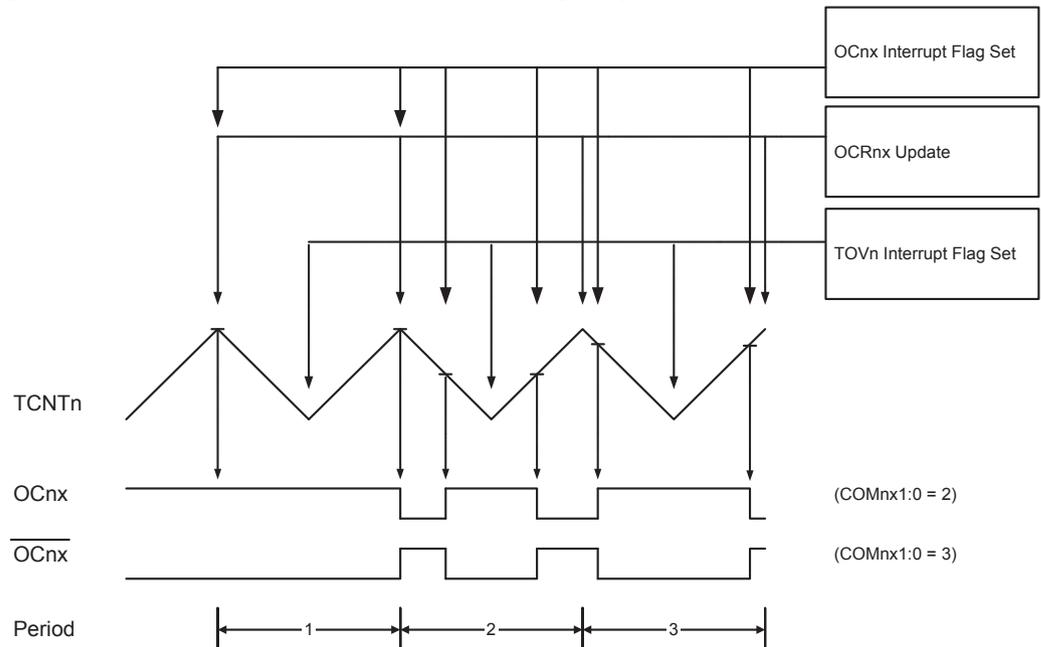 OCnx Interrupt Flag Set
OCRnx Update
TOVn Interrupt Flag Set
TCNTn
OCnx
(COMnx1:0 = 2)
OCnx
(COMnx1:0 = 3)
Period
1
2
3